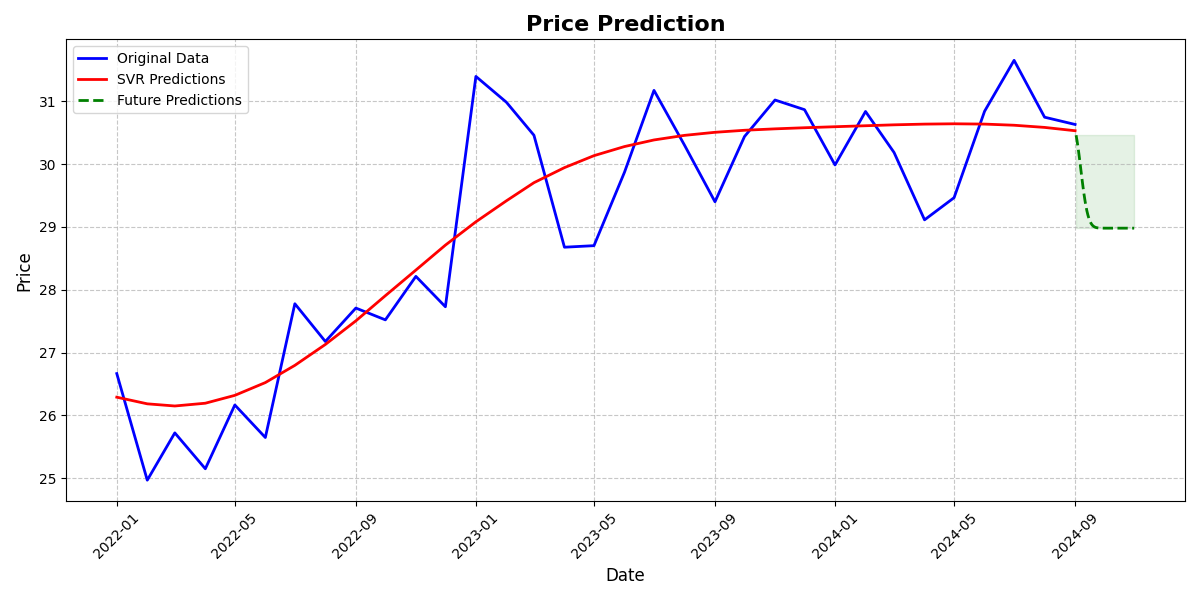 Price Prediction
Original Data
SVR Predictions
Future Predictions
Price
31
30
29
28
27
26
25
2022-01
2022-05
2022-09
2023-01
2023-05
2023-09
2024-01
2024-05
2024-09
Date